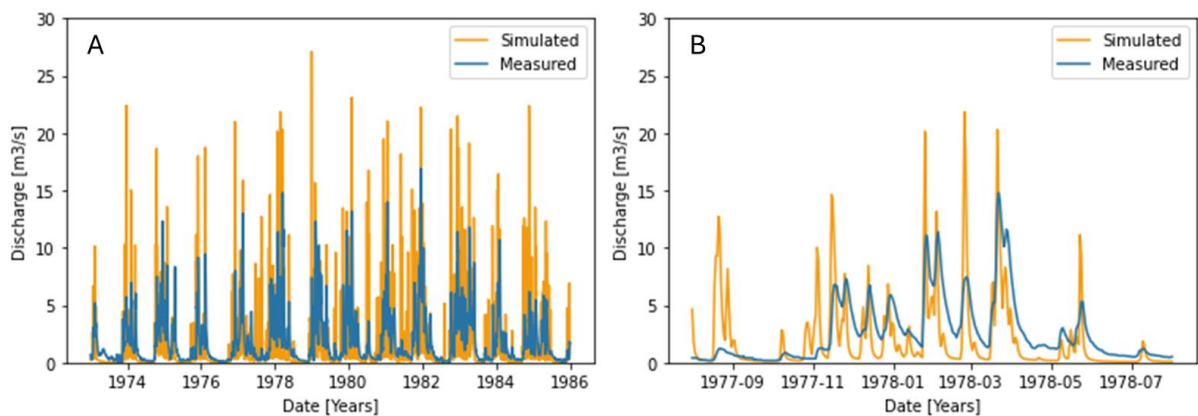 A
Simulated
Measured
Discharge [m3/s]
30
25
20
15
10
5
0
1974 1976 1978 1980 1982 1984 1986
Date [Years]
B
Simulated
Measured
Discharge [m3/s]
30
25
20
15
10
5
0
1977-09 1977-11 1978-01 1978-03 1978-05 1978-07
Date [Years]